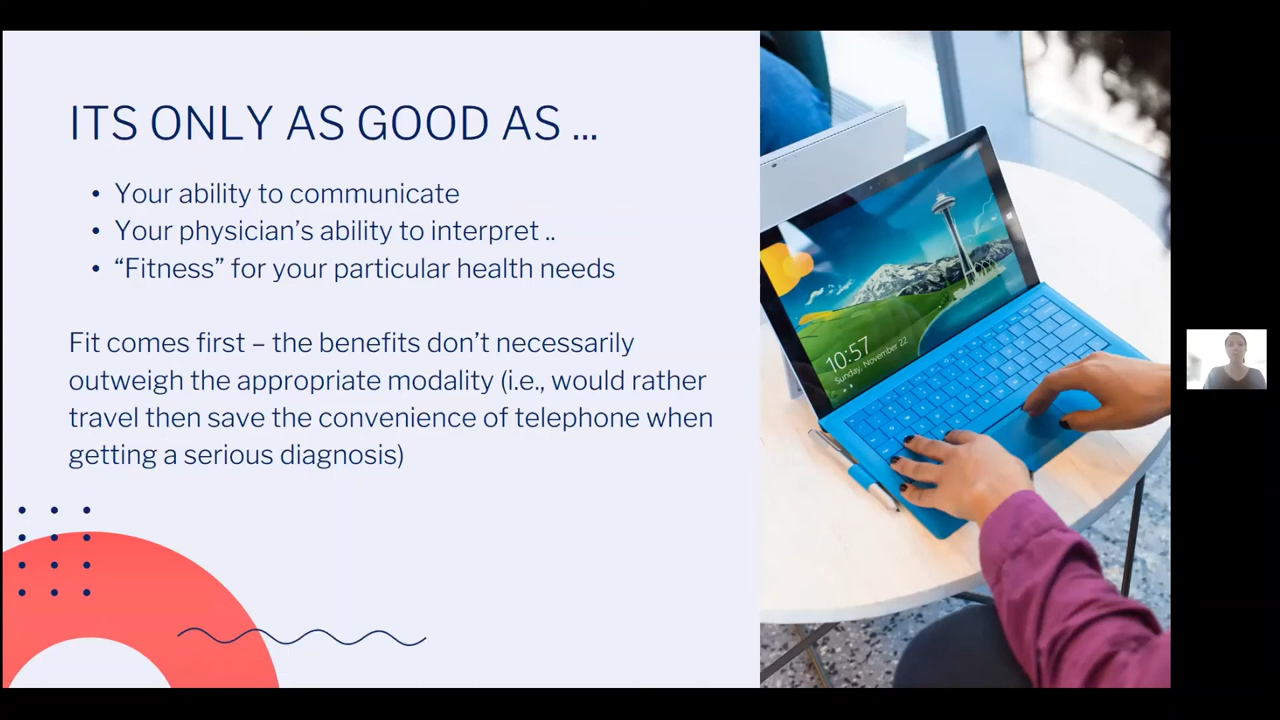 ITS ONLY AS GOOD AS ...
• Your ability to communicate
• Your physician’s ability to interpret ..
• “Fitness” for your particular health needs
Fit comes first – the benefits don’t necessarily
outweigh the appropriate modality (i.e., would rather
travel then save the convenience of telephone when
getting a serious diagnosis)
10:57
Sunday, November 22